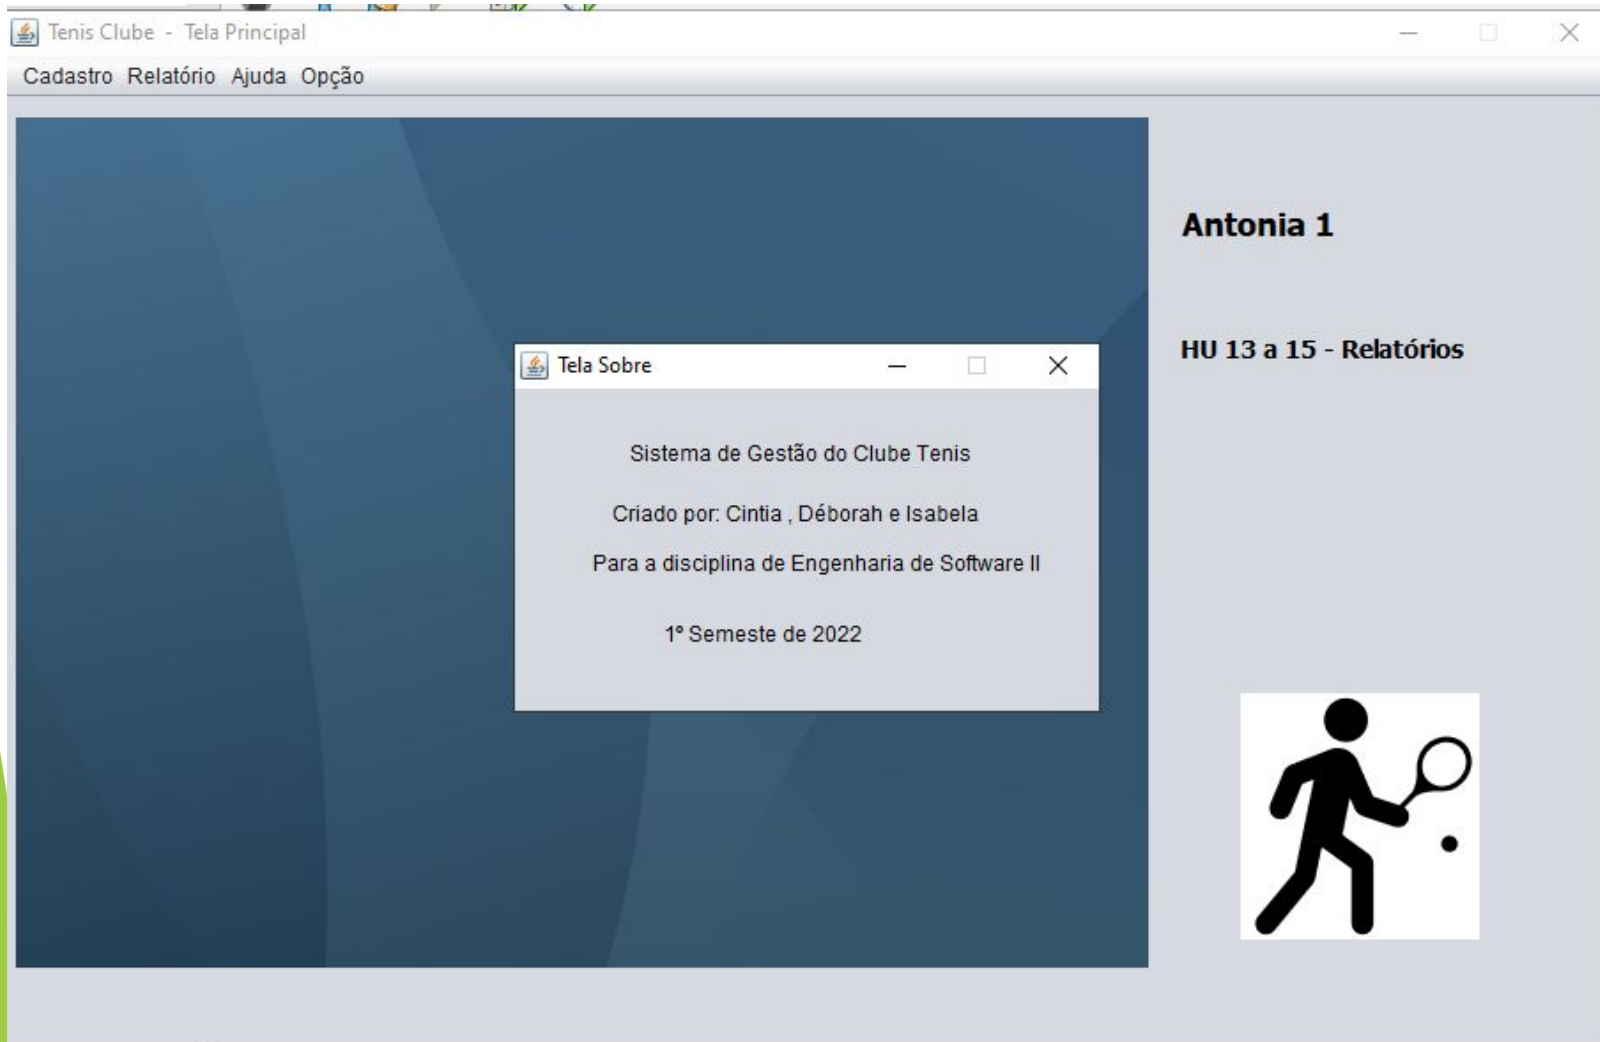 Tenis Clube - Tela Principal
Cadastro Relatório Ajuda Opção
Antonia 1
HU 13 a 15 - Relatórios
Tela Sobre
Sistema de Gestão do Clube Tenis
Criado por: Cintia , Déborah e Isabela
Para a disciplina de Engenharia de Software II
1º Semeste de 2022